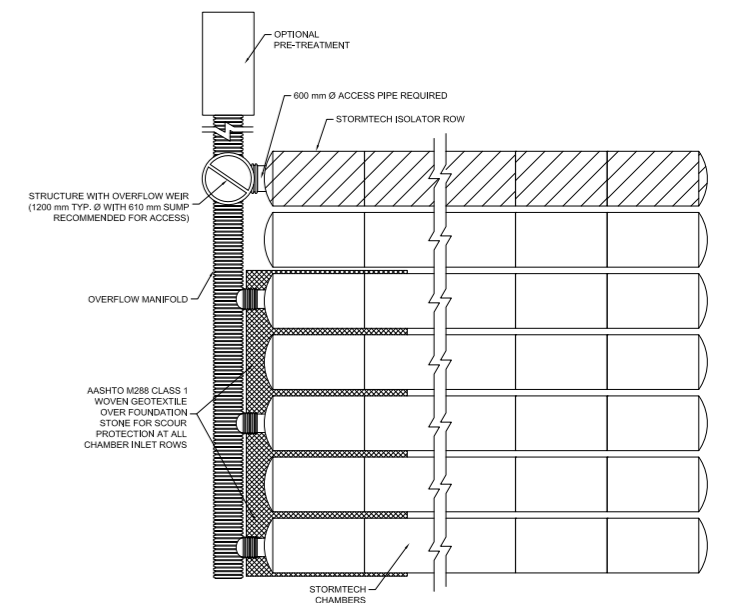 OPTIONAL
PRE-TREATMENT
600 mm Ø ACCESS PIPE REQUIRED
STORMTECH ISOLATOR ROW
STRUCTURE WITH OVERFLOW WEIR
(1200 mm TYP. Ø WITH 610 mm SUMP
RECOMMENDED FOR ACCESS)
OVERFLOW MANIFOLD
AASHTO M288 CLASS 1
WOVEN GEOTEXTILE
OVER FOUNDATION
STONE FOR SCOUR
PROTECTION AT ALL
CHAMBER INLET ROWS
STORMTECH
CHAMBERS